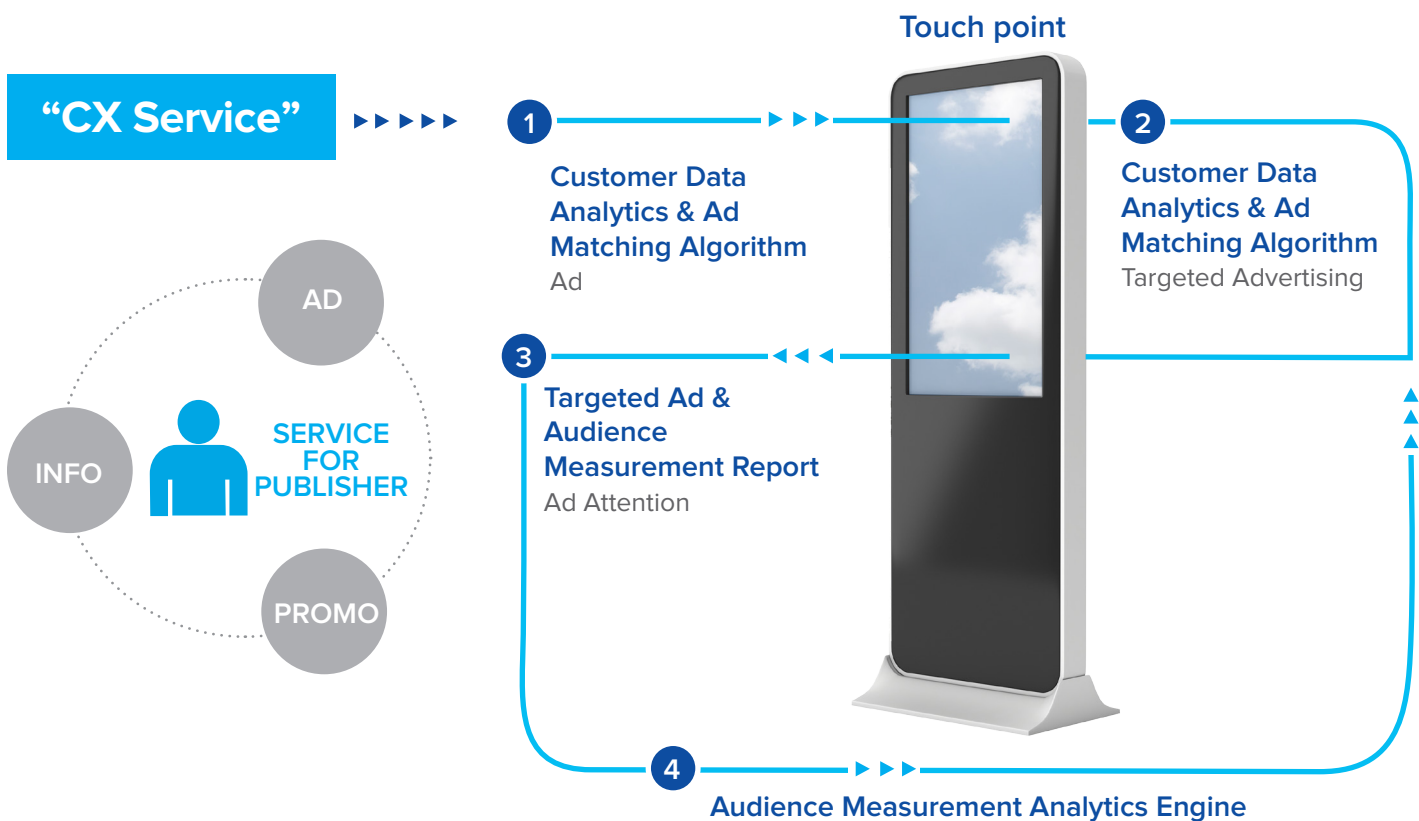 Touch point
“CX Service”
1
Customer Data
Analytics & Ad
Matching Algorithm
Ad
2
Customer Data
Analytics & Ad
Matching Algorithm
Targeted Advertising
AD
INFO
PROMO
SERVICE
FOR
PUBLISHER
3
Targeted Ad &
Audience
Measurement Report
Ad Attention
4
Audience Measurement Analytics Engine